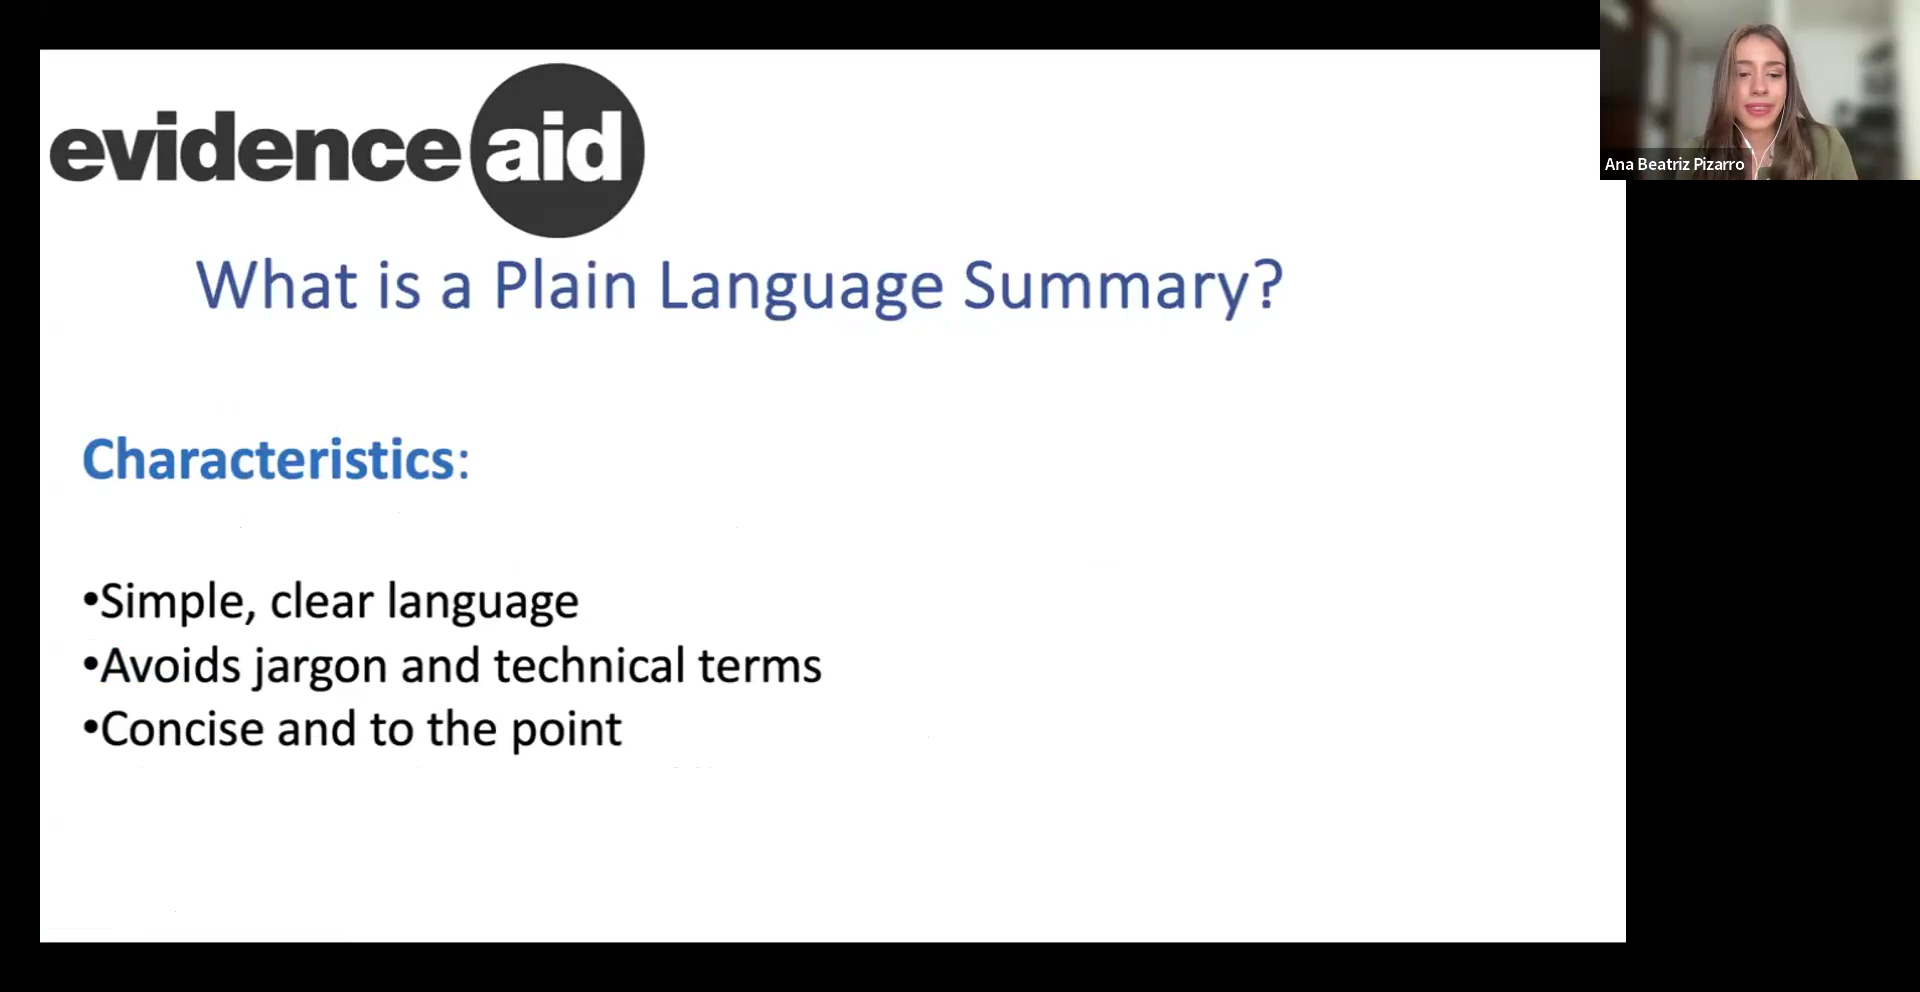 evidence aid
Ana Beatriz Pizarro
What is a Plain Language Summary?
Characteristics:
•Simple, clear language
•Avoids jargon and technical terms
•Concise and to the point